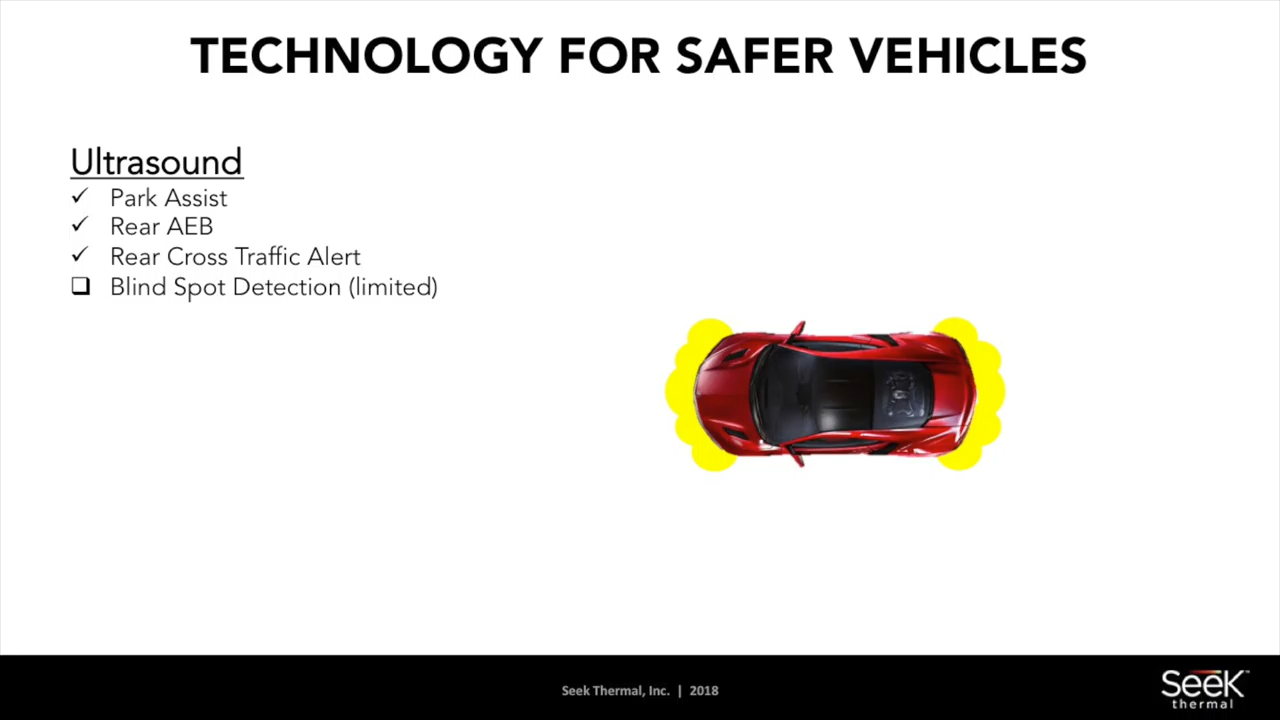 TECHNOLOGY FOR SAFER VEHICLES
Ultrasound
✓ Park Assist
✓ Rear AEB
✓ Rear Cross Traffic Alert
❑ Blind Spot Detection (limited)
Seek Thermal, Inc. | 2018
Seek™
thermal